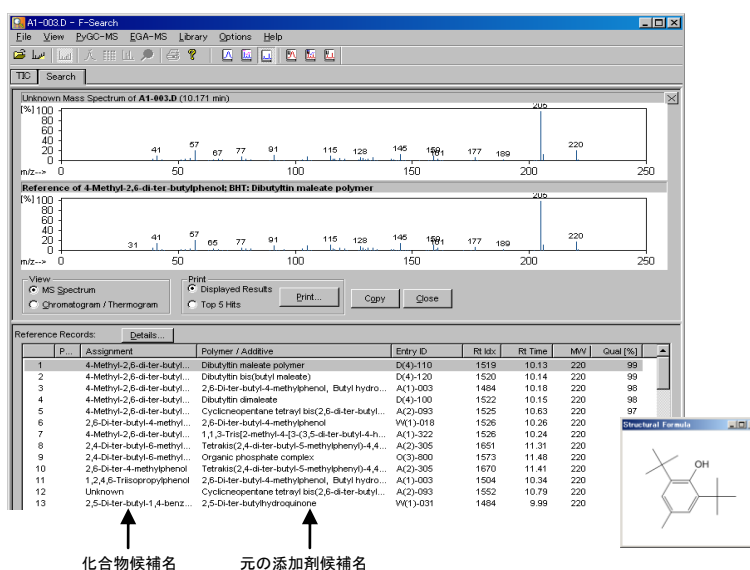 A1-003.D - F-Search
File View PyGC-MS EGA-MS Library Options Help
TIC Search
Unknown Mass Spectrum of A1-003.D (10.171 min)
[%] 100
80
60
40
20
0
41 57 67 77 91 115 128 145 159 161 177 189 205 220
m/z--> 0 50 100 150 200 250
Reference of 4-Methyl-2,6-di-ter-butylphenol; BHT: Dibutyltin maleate polymer
[%] 100
80
60
40
20
0
31 41 57 65 77 91 115 128 145 159 161 177 189 205 220
m/z--> 0 50 100 150 200 250
View
MS Spectrum
Chromatogram / Thermogram
Print
Displayed Results
Top 5 Hits
Print... Copy Close
Reference Records: Details...
P... Assignment Polymer / Additive Entry ID Rt Idx Rt Time MW Qual [%]
1 4-Methyl-2,6-di-ter-butyl... Dibutyltin maleate polymer D(4)-110 1519 10.13 220 99
2 4-Methyl-2,6-di-ter-butyl... Dibutyltin bis(butyl maleate) D(4)-120 1520 10.14 220 99
3 4-Methyl-2,6-di-ter-butyl... 2,6-Di-ter-butyl-4-methylphenol, Butyl hydro... A(1)-003 1484 10.18 220 98
4 4-Methyl-2,6-di-ter-butyl... Dibutyltin dimaleate D(4)-100 1522 10.15 220 98
5 4-Methyl-2,6-di-ter-butyl... Cyclicneopentane tetrayl bis(2,6-di-ter-butyl... A(2)-093 1525 10.63 220 97
6 2,6-Di-ter-butyl-4-methyl... 2,6-Di-ter-butyl-4-methylphenol W(1)-018 1526 10.26 220
7 4-Methyl-2,6-di-ter-butyl... 1,1,3-Tris[2-methyl-4-[3-(3,5-di-ter-butyl-4-h... A(1)-322 1526 10.24 220
8 2,4-Di-ter-butyl-6-methyl... Tetrakis(2,4-di-ter-butyl-5-methylphenyl)-4,4... A(2)-305 1651 11.31 220
9 2,4-Di-ter-butyl-6-methyl... Organic phosphate complex O(3)-800 1573 11.48 220
10 2,6-Di-ter-4-methylphenol Tetrakis(2,4-di-ter-butyl-5-methylphenyl)-4,4... A(2)-305 1670 11.41 220
11 1,2,4,6-Triisopropylphenol 2,6-Di-ter-butyl-4-methylphenol, Butyl hydro... A(1)-003 1504 10.34 220
12 Unknown Cyclicneopentane tetrayl bis(2,6-di-ter-butyl... A(2)-093 1552 10.79 220
13 2,5-Di-ter-butyl-1,4-benz... 2,5-Di-ter-butylhydroquinone W(1)-031 1484 9.99 220
Structural Formula
OH
化合物候補名 元の添加剤候補名